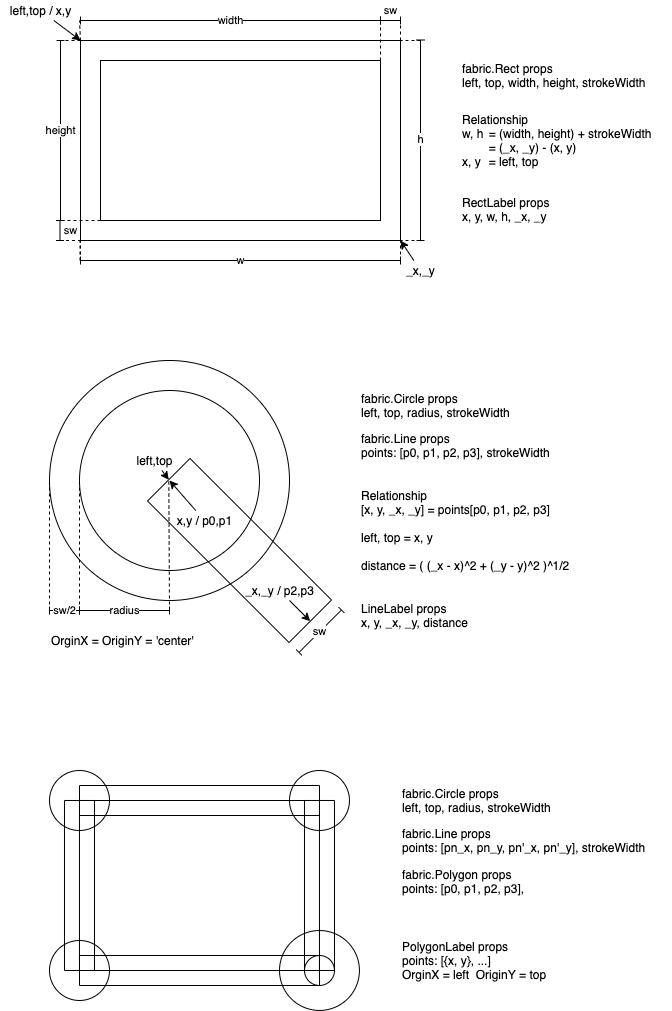 left,top / x,y
sw
width
height
h
sw
w
_x,_y
fabric.Rect props
left, top, width, height, strokeWidth
Relationship
w, h = (width, height) + strokeWidth
= (_x, _y) - (x, y)
x, y = left, top
RectLabel props
x, y, w, h, _x, _y
left,top
x,y / p0,p1
_x,_y / p2,p3
sw/2
radius
sw
OrginX = OriginY = 'center'
fabric.Circle props
left, top, radius, strokeWidth
fabric.Line props
points: [p0, p1, p2, p3], strokeWidth
Relationship
[x, y, _x, _y] = points[p0, p1, p2, p3]
left, top = x, y
distance = ( (_x - x)^2 + (_y - y)^2 )^1/2
LineLabel props
x, y, _x, _y, distance
fabric.Circle props
left, top, radius, strokeWidth
fabric.Line props
points: [pn_x, pn_y, pn'_x, pn'_y], strokeWidth
fabric.Polygon props
points: [p0, p1, p2, p3],
PolygonLabel props
points: [{x, y}, ...]
OrginX = left OriginY = top